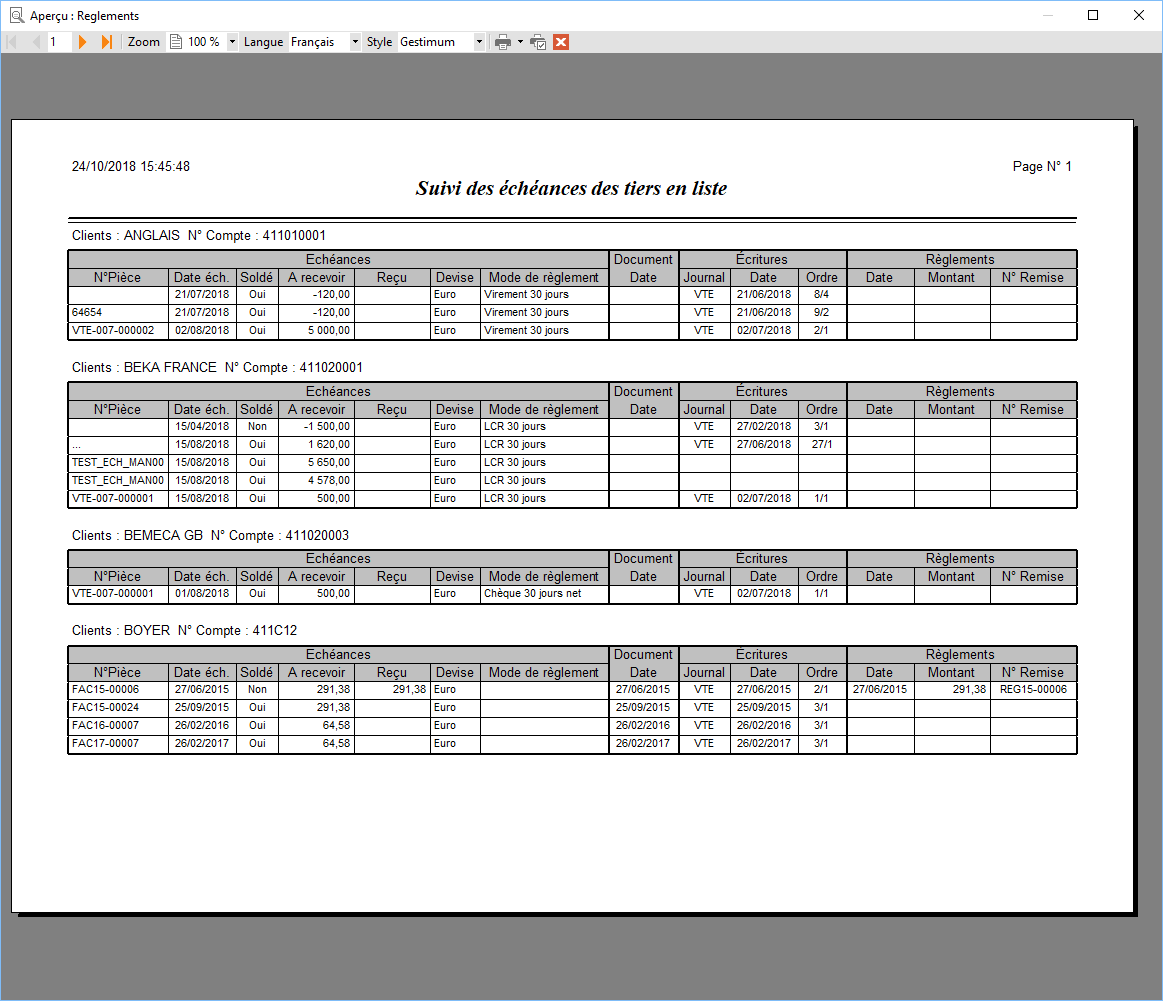 Aperçu : Reglements
1 Zoom 100 % Langue Français Style Gestimum
24/10/2018 15:45:48 Page N° 1
Suivi des échéances des tiers en liste
Clients : ANGLAIS N° Compte : 411010001
Echéances Document Écritures Règlements
N°Pièce Date éch. Soldé A recevoir Reçu Devise Mode de règlement Date Journal Date Ordre Date Montant N° Remise
21/07/2018 Oui -120,00 Euro Virement 30 jours VTE 21/06/2018 8/4
64654 21/07/2018 Oui -120,00 Euro Virement 30 jours VTE 21/06/2018 9/2
VTE-007-000002 02/08/2018 Oui 5 000,00 Euro Virement 30 jours VTE 02/07/2018 2/1
Clients : BEKA FRANCE N° Compte : 411020001
Echéances Document Écritures Règlements
N°Pièce Date éch. Soldé A recevoir Reçu Devise Mode de règlement Date Journal Date Ordre Date Montant N° Remise
15/04/2018 Non -1 500,00 Euro LCR 30 jours VTE 27/02/2018 3/1
... 15/08/2018 Oui 1 620,00 Euro LCR 30 jours VTE 27/06/2018 27/1
TEST_ECH_MAN00 15/08/2018 Oui 5 650,00 Euro LCR 30 jours
TEST_ECH_MAN00 15/08/2018 Oui 4 578,00 Euro LCR 30 jours
VTE-007-000001 15/08/2018 Oui 500,00 Euro LCR 30 jours VTE 02/07/2018 1/1
Clients : BEMECA GB N° Compte : 411020003
Echéances Document Écritures Règlements
N°Pièce Date éch. Soldé A recevoir Reçu Devise Mode de règlement Date Journal Date Ordre Date Montant N° Remise
VTE-007-000001 01/08/2018 Oui 500,00 Euro Chèque 30 jours net VTE 02/07/2018 1/1
Clients : BOYER N° Compte : 411C12
Echéances Document Écritures Règlements
N°Pièce Date éch. Soldé A recevoir Reçu Devise Mode de règlement Date Journal Date Ordre Date Montant N° Remise
FAC15-00006 27/06/2015 Non 291,38 291,38 Euro 27/06/2015 VTE 27/06/2015 2/1 27/06/2015 291,38 REG15-00006
FAC15-00024 25/09/2015 Oui 291,38 Euro 25/09/2015 VTE 25/09/2015 3/1
FAC16-00007 26/02/2016 Oui 64,58 Euro 26/02/2016 VTE 26/02/2016 3/1
FAC17-00007 26/02/2017 Oui 64,58 Euro 26/02/2017 VTE 26/02/2017 3/1